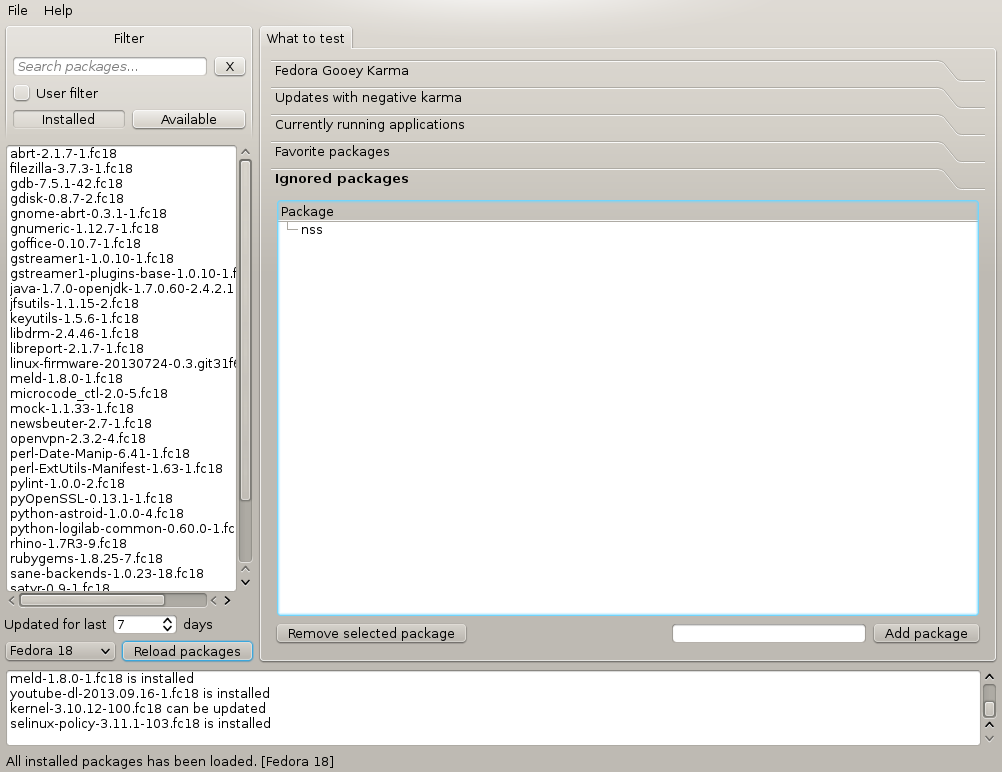 File Help
Filter
Search packages...
X
User filter
Installed
Available
abrt-2.1.7-1.fc18
filezilla-3.7.3-1.fc18
gdb-7.5.1-42.fc18
gdisk-0.8.7-2.fc18
gnome-abrt-0.3.1-1.fc18
gnumeric-1.12.7-1.fc18
goffice-0.10.7-1.fc18
gstreamer1-1.0.10-1.fc18
gstreamer1-plugins-base-1.0.10-1.f
java-1.7.0-openjdk-1.7.0.60-2.4.2.1
jfsutils-1.1.15-2.fc18
keyutils-1.5.6-1.fc18
libdrm-2.4.46-1.fc18
libreport-2.1.7-1.fc18
linux-firmware-20130724-0.3.git31f6
meld-1.8.0-1.fc18
microcode_ctl-2.0-5.fc18
mock-1.1.33-1.fc18
newsbeuter-2.7-1.fc18
openvpn-2.3.2-4.fc18
perl-Date-Manip-6.41-1.fc18
perl-ExtUtils-Manifest-1.63-1.fc18
pylint-1.0.0-2.fc18
pyOpenSSL-0.13.1-1.fc18
python-astroid-1.0.0-4.fc18
python-logilab-common-0.60.0-1.fc
rhino-1.7R3-9.fc18
rubygems-1.8.25-7.fc18
sane-backends-1.0.23-18.fc18
satyr-0.9-1.fc18
Updated for last 7 days
Fedora 18
Reload packages
What to test
Fedora Gooey Karma
Updates with negative karma
Currently running applications
Favorite packages
Ignored packages
Package
nss
Remove selected package
Add package
meld-1.8.0-1.fc18 is installed
youtube-dl-2013.09.16-1.fc18 is installed
kernel-3.10.12-100.fc18 can be updated
selinux-policy-3.11.1-103.fc18 is installed
All installed packages has been loaded. [Fedora 18]